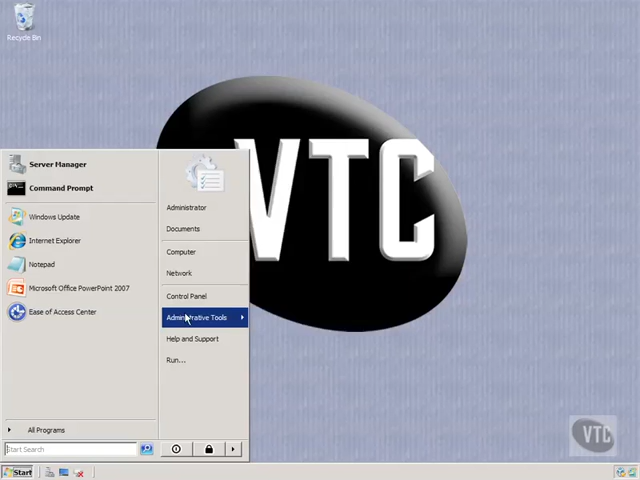 Recycle Bin
VTC
Server Manager
Command Prompt
Windows Update
Internet Explorer
Notepad
Microsoft Office PowerPoint 2007
Ease of Access Center
All Programs
Start Search
Administrator
Documents
Computer
Network
Control Panel
Administrative Tools
Help and Support
Run...
Start
VTC